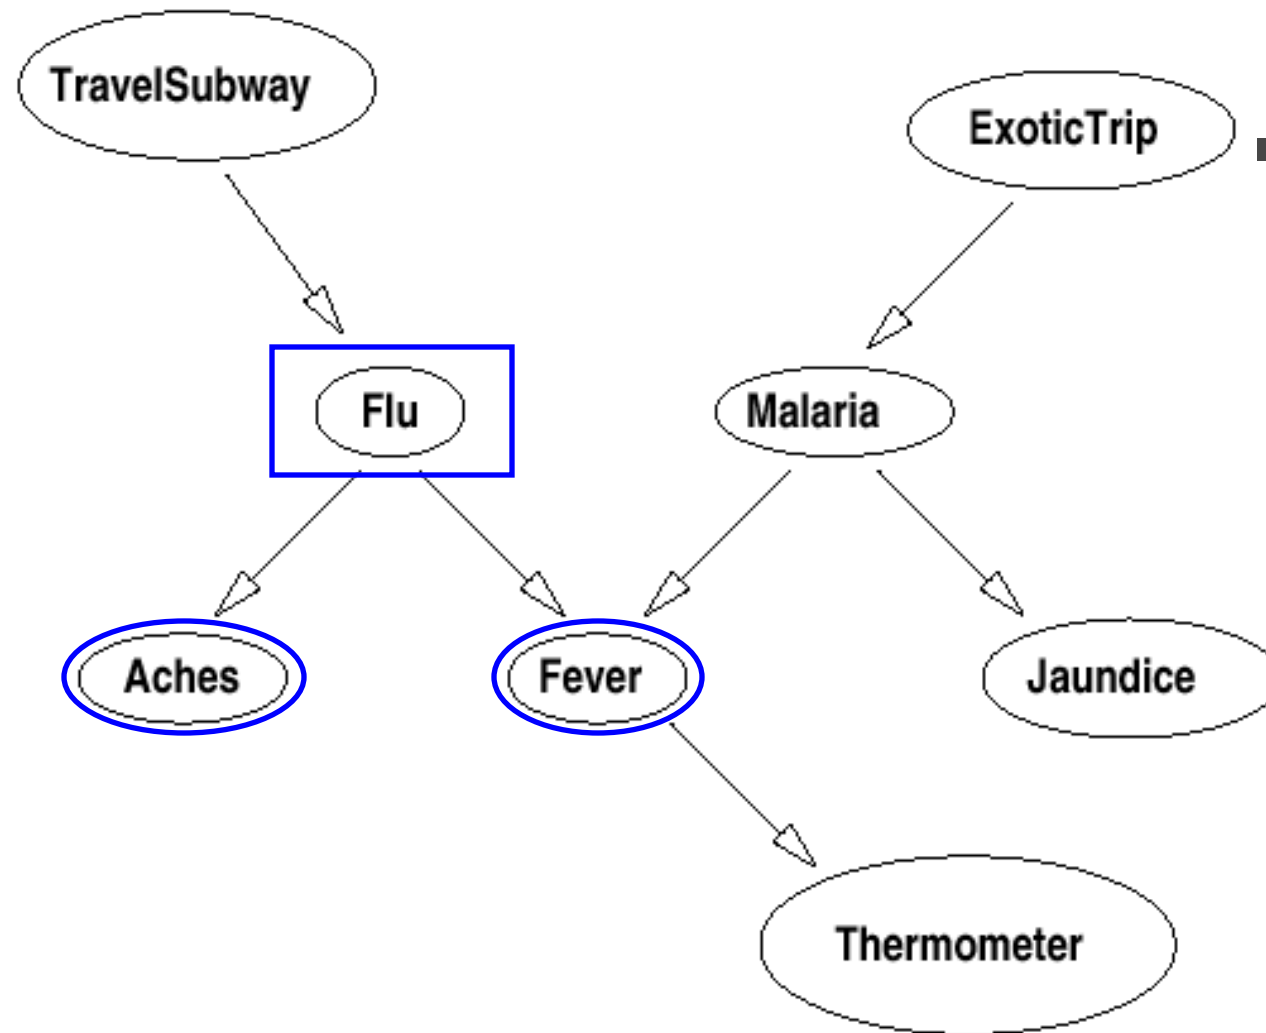 TravelSubway
ExoticTrip
Flu
Malaria
Aches
Fever
Jaundice
Thermometer